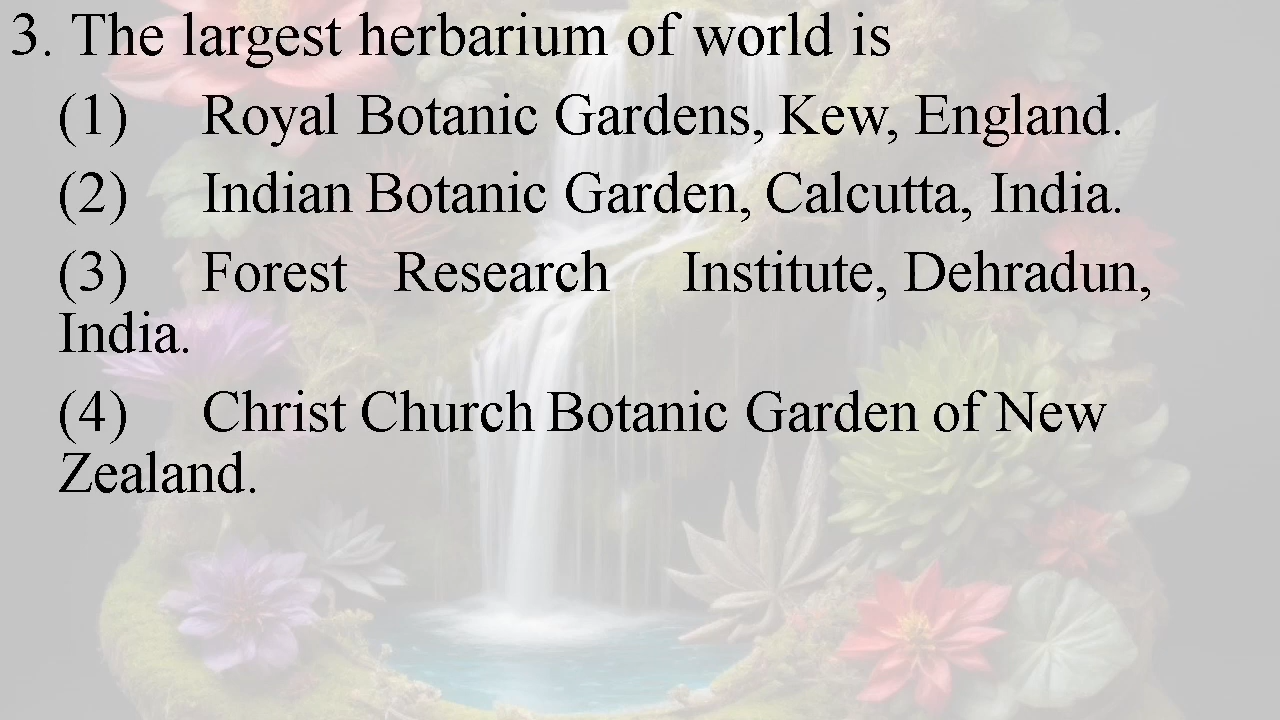 3. The largest herbarium of world is
(1) Royal Botanic Gardens, Kew, England.
(2) Indian Botanic Garden, Calcutta, India.
(3) Forest Research Institute, Dehradun,
India.
(4) Christ Church Botanic Garden of New
Zealand.